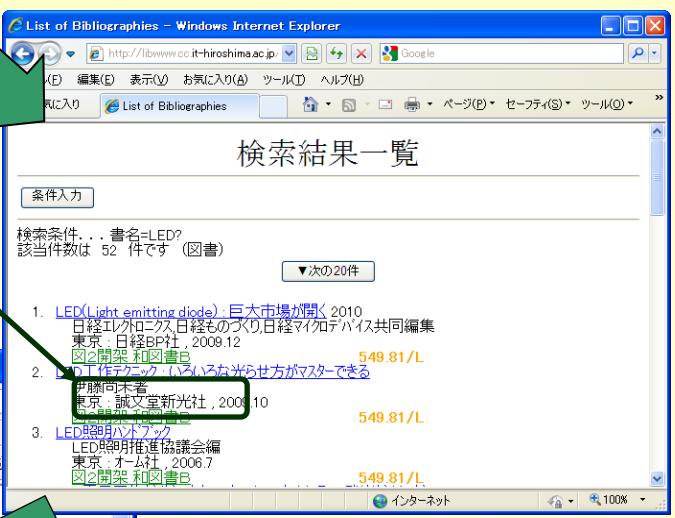 List of Bibliographies - Windows Internet Explorer
http://libwww.cc.it-hiroshima.ac.jp/
Google
(F) 編集(E) 表示(V) お気に入り(A) ツール(T) ヘルプ(H)
気に入り List of Bibliographies ページ(P) セーフティ(S) ツール(O) »
検索結果一覧
条件入力
検索条件...書名=LED?
該当件数は 52 件です (図書)
▼次の20件
1. LED(Light emitting diode) : 巨大市場が開く 2010
日経エレクトロニクス,日経ものづくり,日経マイクロデバイス共同編集
東京 : 日経BP社 , 2009.12
図2開架 和図書B 549.81/L
2. LED工作テクニック : いろいろな光らせ方がマスターできる
伊藤尚未著
東京 : 誠文堂新光社 , 2009.10
図2開架 和図書B 549.81/L
3. LED照明ハンドブック
LED照明推進協議会編
東京 : オーム社 , 2006.7
図2開架 和図書B 549.81/L
インターネット 100%